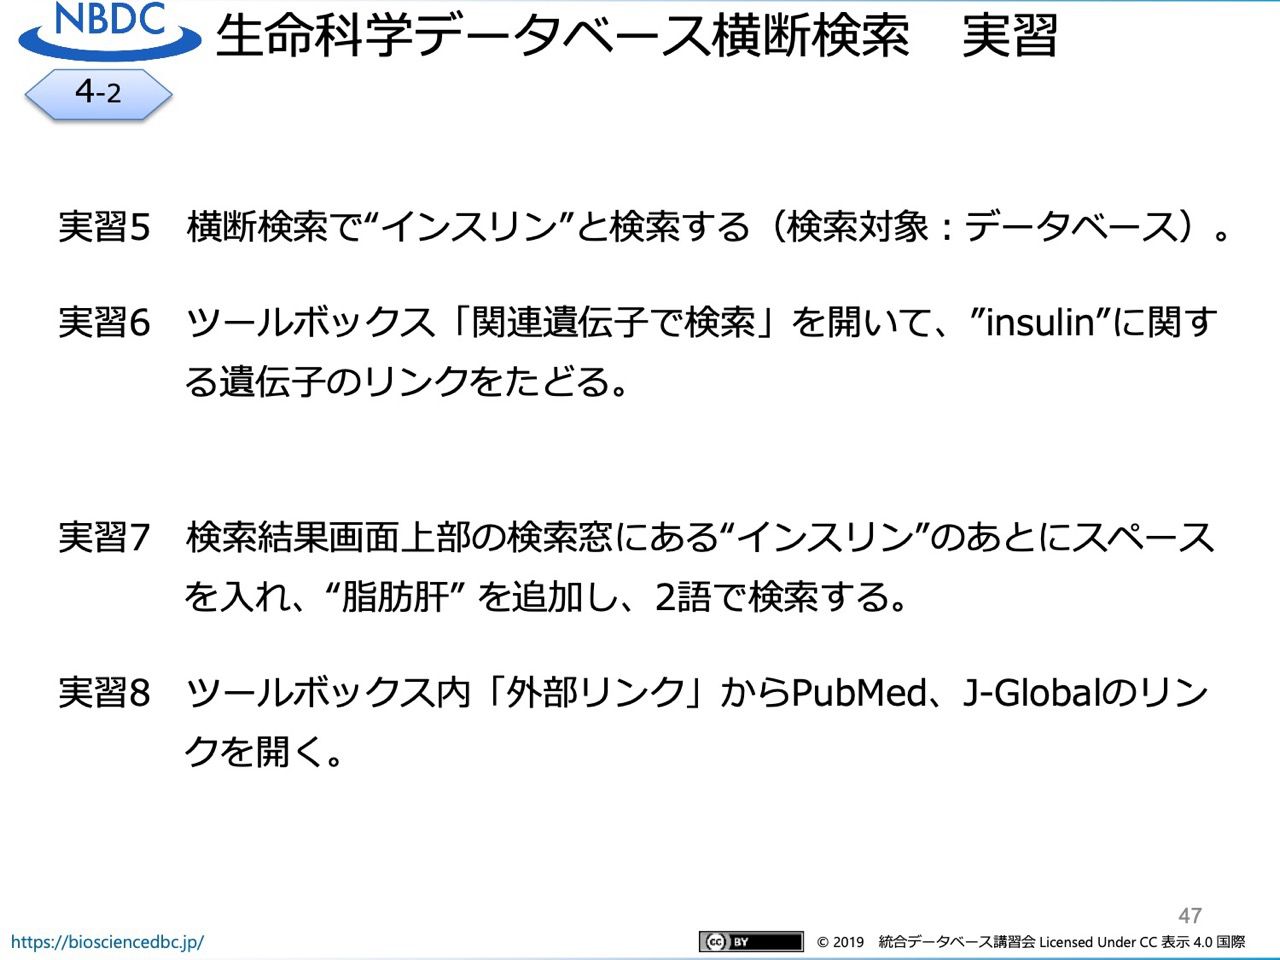 NBDC
生命科学データベース横断検索　実習
4-2
実習5　横断検索で“インスリン”と検索する（検索対象：データベース）。
実習6　ツールボックス「関連遺伝子で検索」を開いて、”insulin”に関す
る遺伝子のリンクをたどる。
実習7　検索結果画面上部の検索窓にある“インスリン”のあとにスペース
を入れ、“脂肪肝” を追加し、2語で検索する。
実習8　ツールボックス内「外部リンク」からPubMed、J-Globalのリン
クを開く。
47
https://biosciencedbc.jp/
cc BY © 2019　統合データベース講習会 Licensed Under CC 表示 4.0 国際